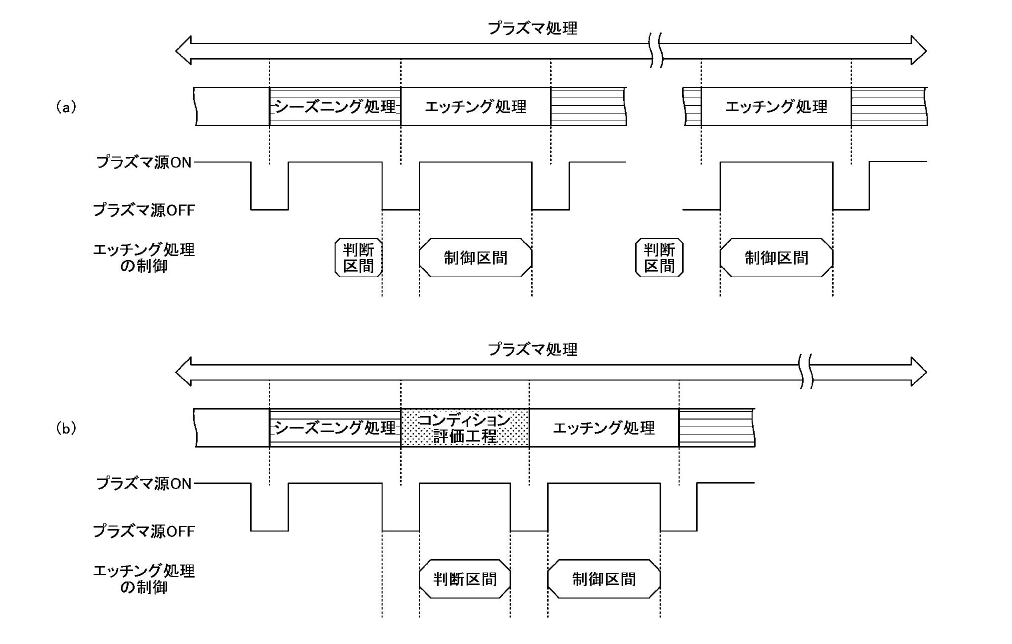 プラズマ処理
(a)
シーズニング処理
エッチング処理
エッチング処理
プラズマ源ON
プラズマ源OFF
エッチング処理
の制御
判断
区間
制御区間
判断
区間
制御区間
プラズマ処理
(b)
シーズニング処理
コンディション
評価工程
エッチング処理
プラズマ源ON
プラズマ源OFF
エッチング処理
の制御
判断区間
制御区間